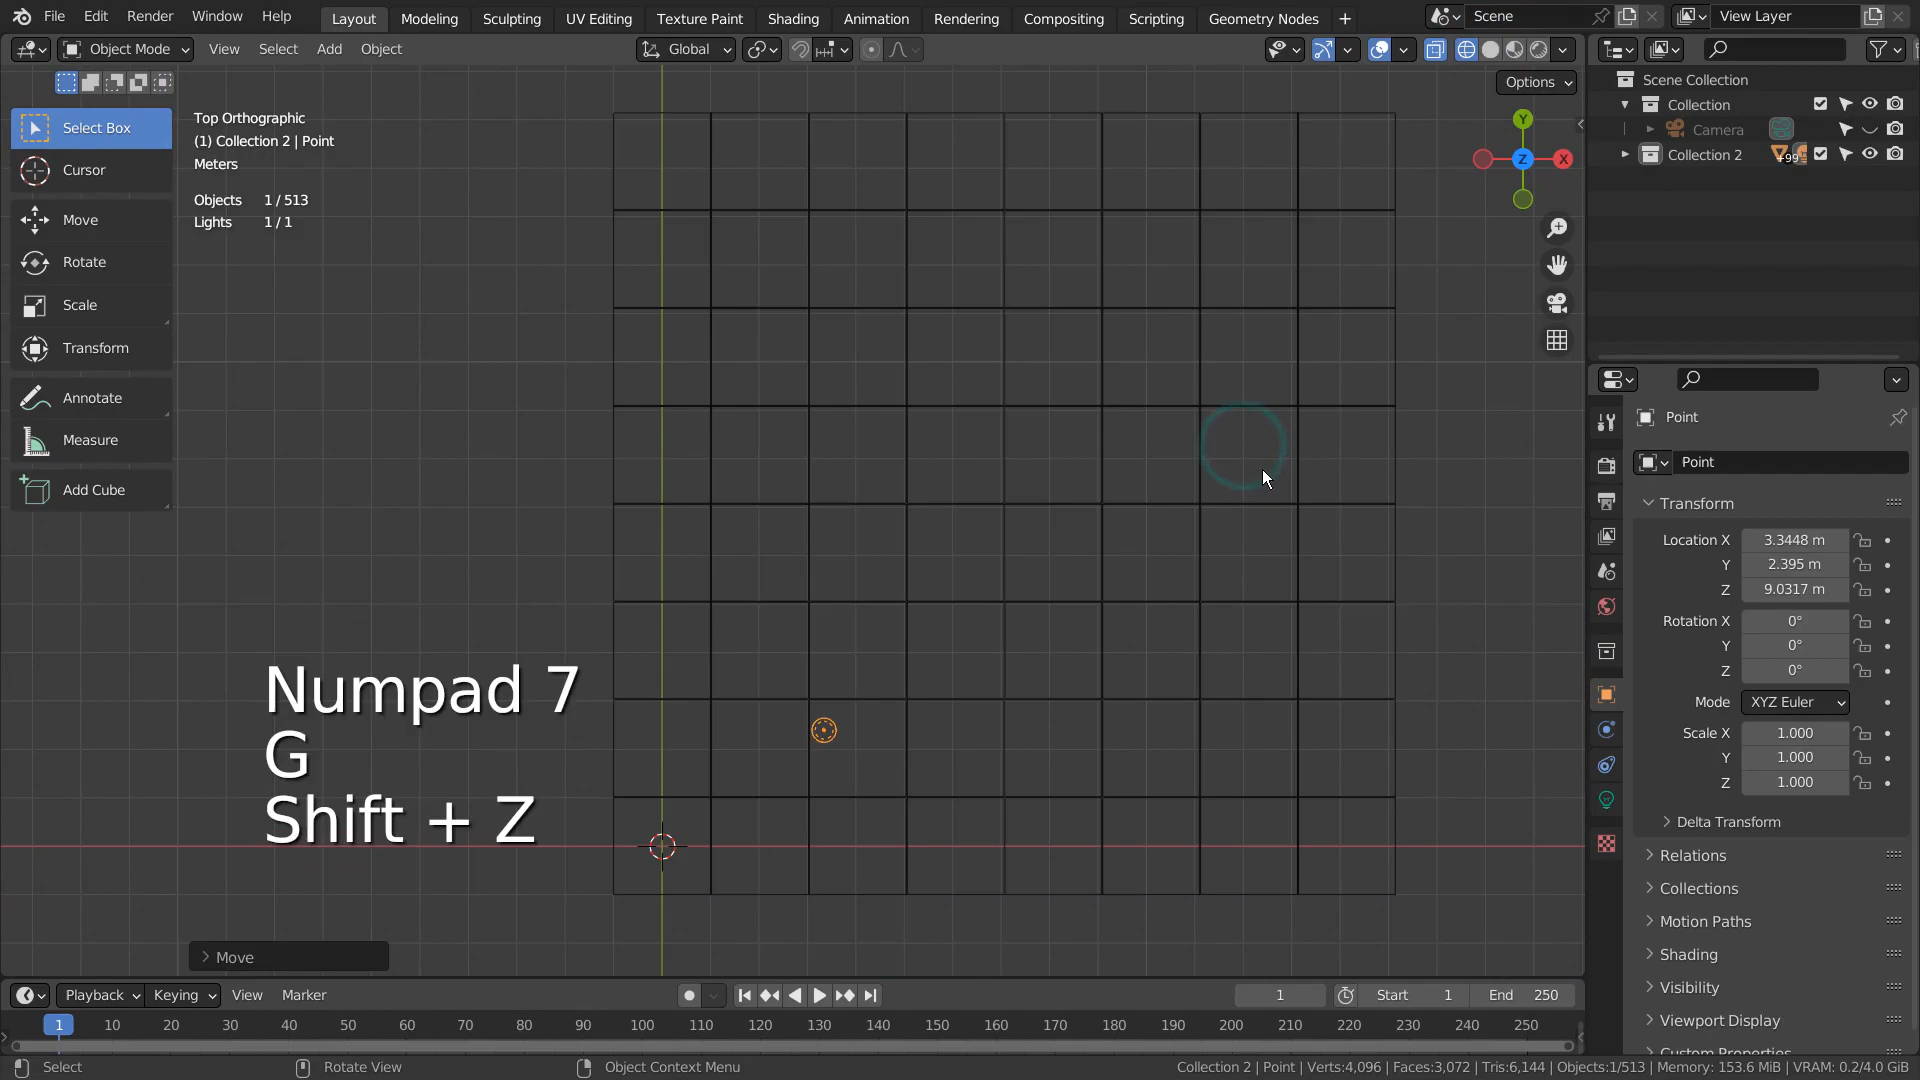 File Edit Render Window Help Layout Modeling Sculpting UV Editing Texture Paint Shading Animation Rendering Compositing Scripting Geometry Nodes + Scene View Layer
Object Mode View Select Add Object Global
Options
Select Box
Cursor
Move
Rotate
Scale
Transform
Annotate
Measure
Add Cube
Top Orthographic
(1) Collection 2 | Point
Meters
Objects 1 / 513
Lights 1 / 1
Y
Z
X
Numpad 7
G
Shift + Z
Move
Scene Collection
Collection
Camera
Collection 2 +99
Point
Point
Transform
Location X 3.3448 m
Y 2.395 m
Z 9.0317 m
Rotation X 0°
Y 0°
Z 0°
Mode XYZ Euler
Scale X 1.000
Y 1.000
Z 1.000
Delta Transform
Relations
Collections
Motion Paths
Shading
Visibility
Viewport Display
Custom Properties
Playback Keying View Marker 1 Start 1 End 250
1 10 20 30 40 50 60 70 80 90 100 110 120 130 140 150 160 170 180 190 200 210 220 230 240 250
Select Rotate View Object Context Menu Collection 2 | Point | Verts:4,096 | Faces:3,072 | Tris:6,144 | Objects:1/513 | Memory: 153.6 MiB | VRAM: 0.2/4.0 GiB